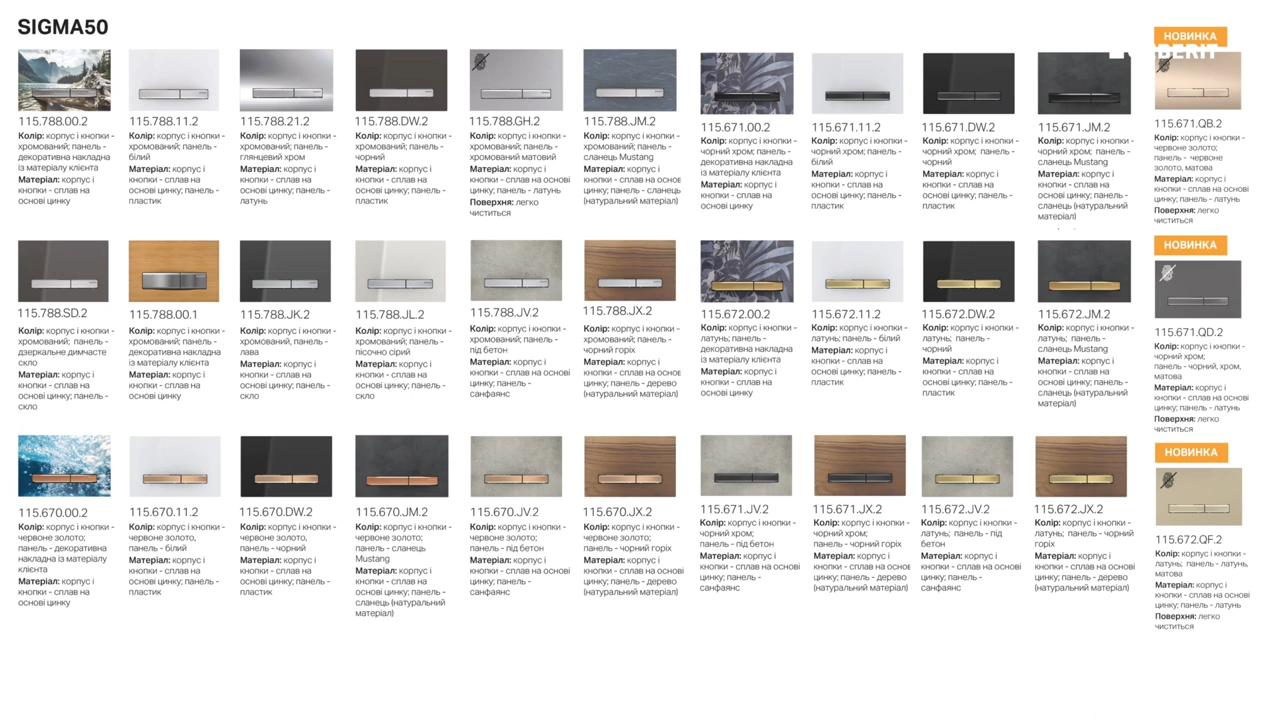 SIGMA50
115.788.00.2
Колір: корпус і кнопки -
хромований; панель -
декоративна накладка
із матеріалу клієнта
Матеріал: корпус і
кнопки - сплав на
основі цинку
115.788.11.2
Колір: корпус і кнопки -
хромований; панель -
білий
Матеріал: корпус і
кнопки - сплав на
основі цинку; панель -
пластик
115.788.21.2
Колір: корпус і кнопки -
хромований; панель -
глянцевий хром
Матеріал: корпус і
кнопки - сплав на
основі цинку; панель -
латунь
115.788.DW.2
Колір: корпус і кнопки -
хромований; панель -
чорний
Матеріал: корпус і
кнопки - сплав на
основі цинку; панель -
пластик
115.788.GH.2
Колір: корпус і кнопки -
хромований; панель -
хромований матовий
Матеріал: корпус і
кнопки - сплав на основі
цинку; панель - латунь
Поверхня: легко
чиститься
115.788.JM.2
Колір: корпус і кнопки -
хромований; панель -
сланець Mustang
Матеріал: корпус і
кнопки - сплав на основі
цинку; панель - сланець
(натуральний матеріал)
115.671.00.2
Колір: корпус і кнопки -
чорний хром; панель -
декоративна накладка
із матеріалу клієнта
Матеріал: корпус і
кнопки - сплав на
основі цинку
115.671.11.2
Колір: корпус і кнопки -
чорний хром; панель -
білий
Матеріал: корпус і
кнопки - сплав на
основі цинку; панель -
пластик
115.671.DW.2
Колір: корпус і кнопки -
чорний хром; панель -
чорний
Матеріал: корпус і
кнопки - сплав на
основі цинку; панель -
пластик
115.671.JM.2
Колір: корпус і кнопки -
чорний хром; панель -
сланець Mustang
Матеріал: корпус і
кнопки - сплав на
основі цинку; панель -
сланець (натуральний
матеріал)
НОВИНКА
115.671.QB.2
Колір: корпус і кнопки -
червоне золото;
панель - червоне
золото, матова
Матеріал: корпус і
кнопки - сплав на основі
цинку; панель - латунь
Поверхня: легко
чиститься
115.788.SD.2
Колір: корпус і кнопки -
хромований; панель -
дзеркальне димчасте
скло
Матеріал: корпус і
кнопки - сплав на
основі цинку; панель -
скло
115.788.00.1
Колір: корпус і кнопки -
хромований; панель -
декоративна накладка
із матеріалу клієнта
Матеріал: корпус і
кнопки - сплав на
основі цинку
115.788.JK.2
Колір: корпус і кнопки -
хромований; панель -
лава
Матеріал: корпус і
кнопки - сплав на
основі цинку; панель -
скло
115.788.JL.2
Колір: корпус і кнопки -
хромований; панель -
пісочно сірий
Матеріал: корпус і
кнопки - сплав на
основі цинку; панель -
скло
115.788.JV.2
Колір: корпус і кнопки -
хромований; панель -
під бетон
Матеріал: корпус і
кнопки - сплав на основі
цинку; панель -
санфаянс
115.788.JX.2
Колір: корпус і кнопки -
хромований; панель -
чорний горіх
Матеріал: корпус і
кнопки - сплав на основі
цинку; панель - дерево
(натуральний матеріал)
115.672.00.2
Колір: корпус і кнопки -
латунь; панель -
декоративна накладка
із матеріалу клієнта
Матеріал: корпус і
кнопки - сплав на
основі цинку
115.672.11.2
Колір: корпус і кнопки -
латунь; панель - білий
Матеріал: корпус і
кнопки - сплав на
основі цинку; панель -
пластик
115.672.DW.2
Колір: корпус і кнопки -
латунь; панель -
чорний
Матеріал: корпус і
кнопки - сплав на
основі цинку; панель -
пластик
115.672.JM.2
Колір: корпус і кнопки -
латунь; панель -
сланець Mustang
Матеріал: корпус і
кнопки - сплав на
основі цинку; панель -
сланець (натуральний
матеріал)
НОВИНКА
115.671.QD.2
Колір: корпус і кнопки -
чорний хром;
панель - чорний, хром,
матова
Матеріал: корпус і
кнопки - сплав на основі
цинку; панель - латунь
Поверхня: легко
чиститься
115.670.00.2
Колір: корпус і кнопки -
червоне золото;
панель - декоративна
накладка із матеріалу
клієнта
Матеріал: корпус і
кнопки - сплав на
основі цинку
115.670.11.2
Колір: корпус і кнопки -
червоне золото,
панель - білий
Матеріал: корпус і
кнопки - сплав на
основі цинку; панель -
пластик
115.670.DW.2
Колір: корпус і кнопки -
червоне золото,
панель - чорний
Матеріал: корпус і
кнопки - сплав на
основі цинку; панель -
пластик
115.670.JM.2
Колір: корпус і кнопки -
червоне золото;
панель - сланець
Mustang
Матеріал: корпус і
кнопки - сплав на
основі цинку; панель -
сланець (натуральний
матеріал)
115.670.JV.2
Колір: корпус і кнопки -
червоне золото;
панель - під бетон
Матеріал: корпус і
кнопки - сплав на основі
цинку; панель -
санфаянс
115.670.JX.2
Колір: корпус і кнопки -
червоне золото;
панель - чорний горіх
Матеріал: корпус і
кнопки - сплав на основі
цинку; панель - дерево
(натуральний матеріал)
115.671.JV.2
Колір: корпус і кнопки -
чорний хром;
панель - під бетон
Матеріал: корпус і
кнопки - сплав на основі
цинку; панель -
санфаянс
115.671.JX.2
Колір: корпус і кнопки -
чорний хром;
панель - чорний горіх
Матеріал: корпус і
кнопки - сплав на основі
цинку; панель - дерево
(натуральний матеріал)
115.672.JV.2
Колір: корпус і кнопки -
латунь; панель - під
бетон
Матеріал: корпус і
кнопки - сплав на основі
цинку; панель -
санфаянс
115.672.JX.2
Колір: корпус і кнопки -
латунь; панель - чорний
горіх
Матеріал: корпус і
кнопки - сплав на основі
цинку; панель - дерево
(натуральний матеріал)
НОВИНКА
115.672.QF.2
Колір: корпус і кнопки -
латунь; панель - латунь,
матова
Матеріал: корпус і
кнопки - сплав на основі
цинку; панель - латунь
Поверхня: легко
чиститься